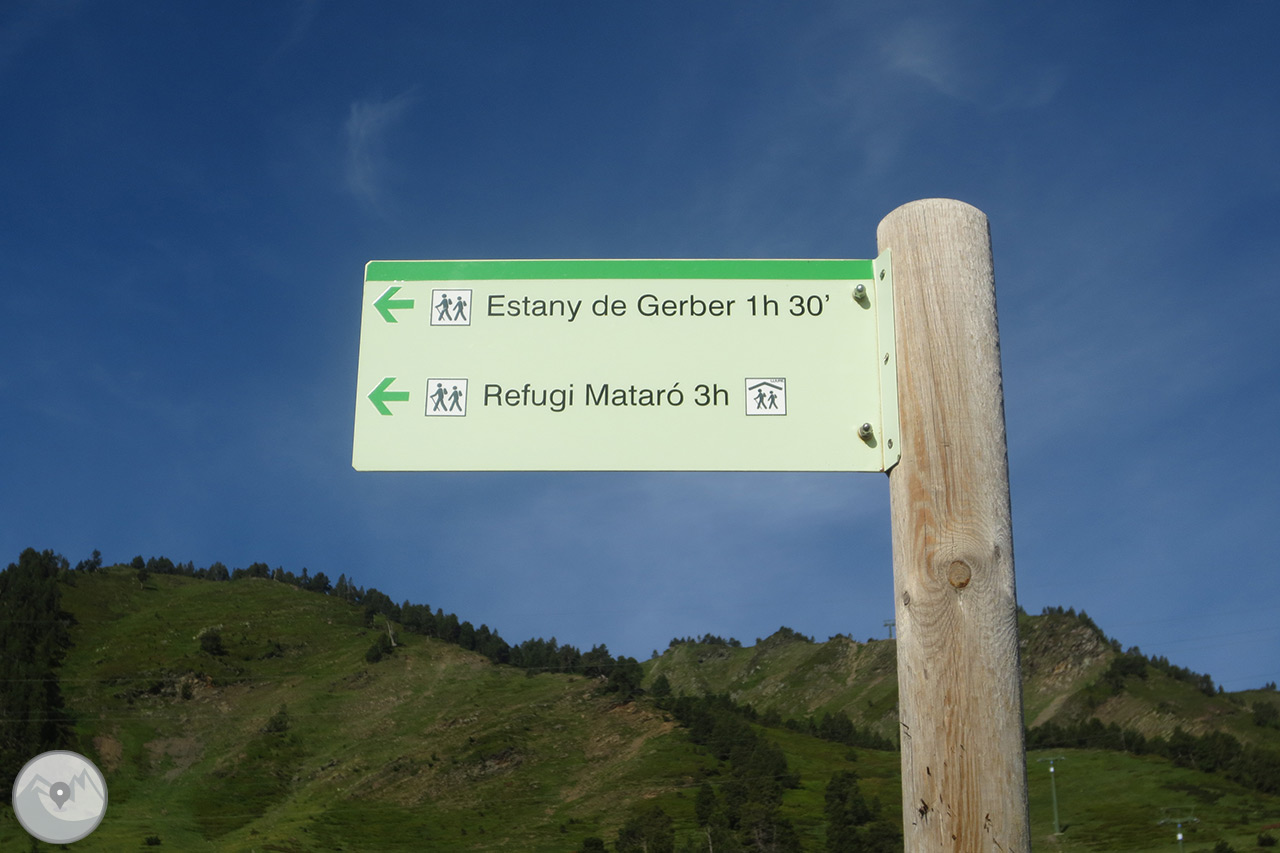 Estany de Gerber 1h 30’
Refugi Mataró 3h